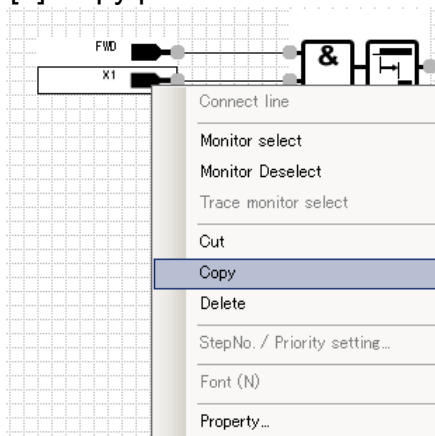 FWD
X1
&
Connect line
Monitor select
Monitor Deselect
Trace monitor select
Cut
Copy
Delete
StepNo. / Priority setting...
Font (N)
Property...